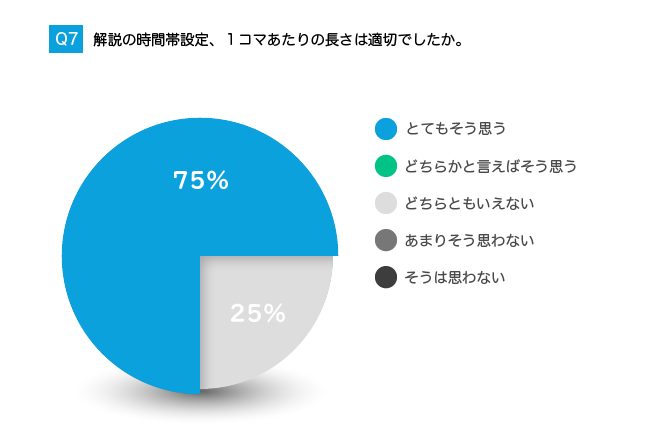 Q7 解説の時間帯設定、1コマあたりの長さは適切でしたか。
75%
25%
とてもそう思う
どちらかと言えばそう思う
どちらともいえない
あまりそう思わない
そうは思わない